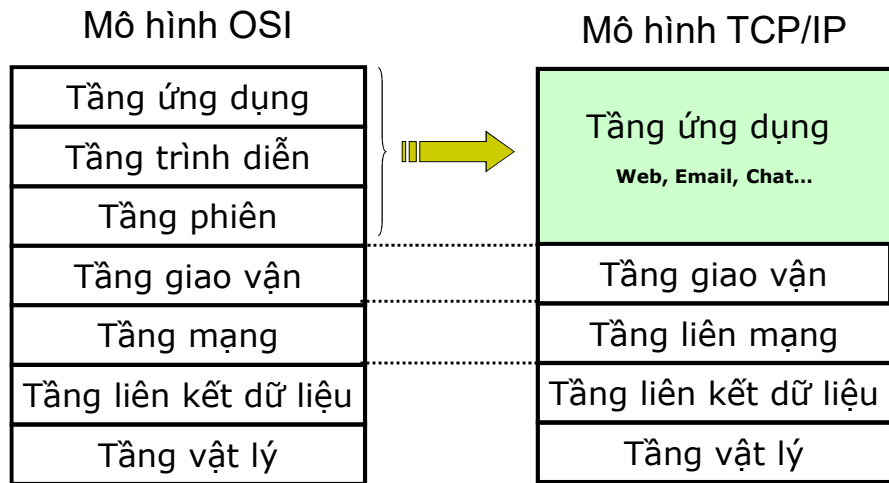 Mô hình OSI
Tầng ứng dụng
Tầng trình diễn
Tầng phiên
Tầng giao vận
Tầng mạng
Tầng liên kết dữ liệu
Tầng vật lý
Mô hình TCP/IP
Tầng ứng dụng
Web, Email, Chat...
Tầng giao vận
Tầng liên mạng
Tầng liên kết dữ liệu
Tầng vật lý